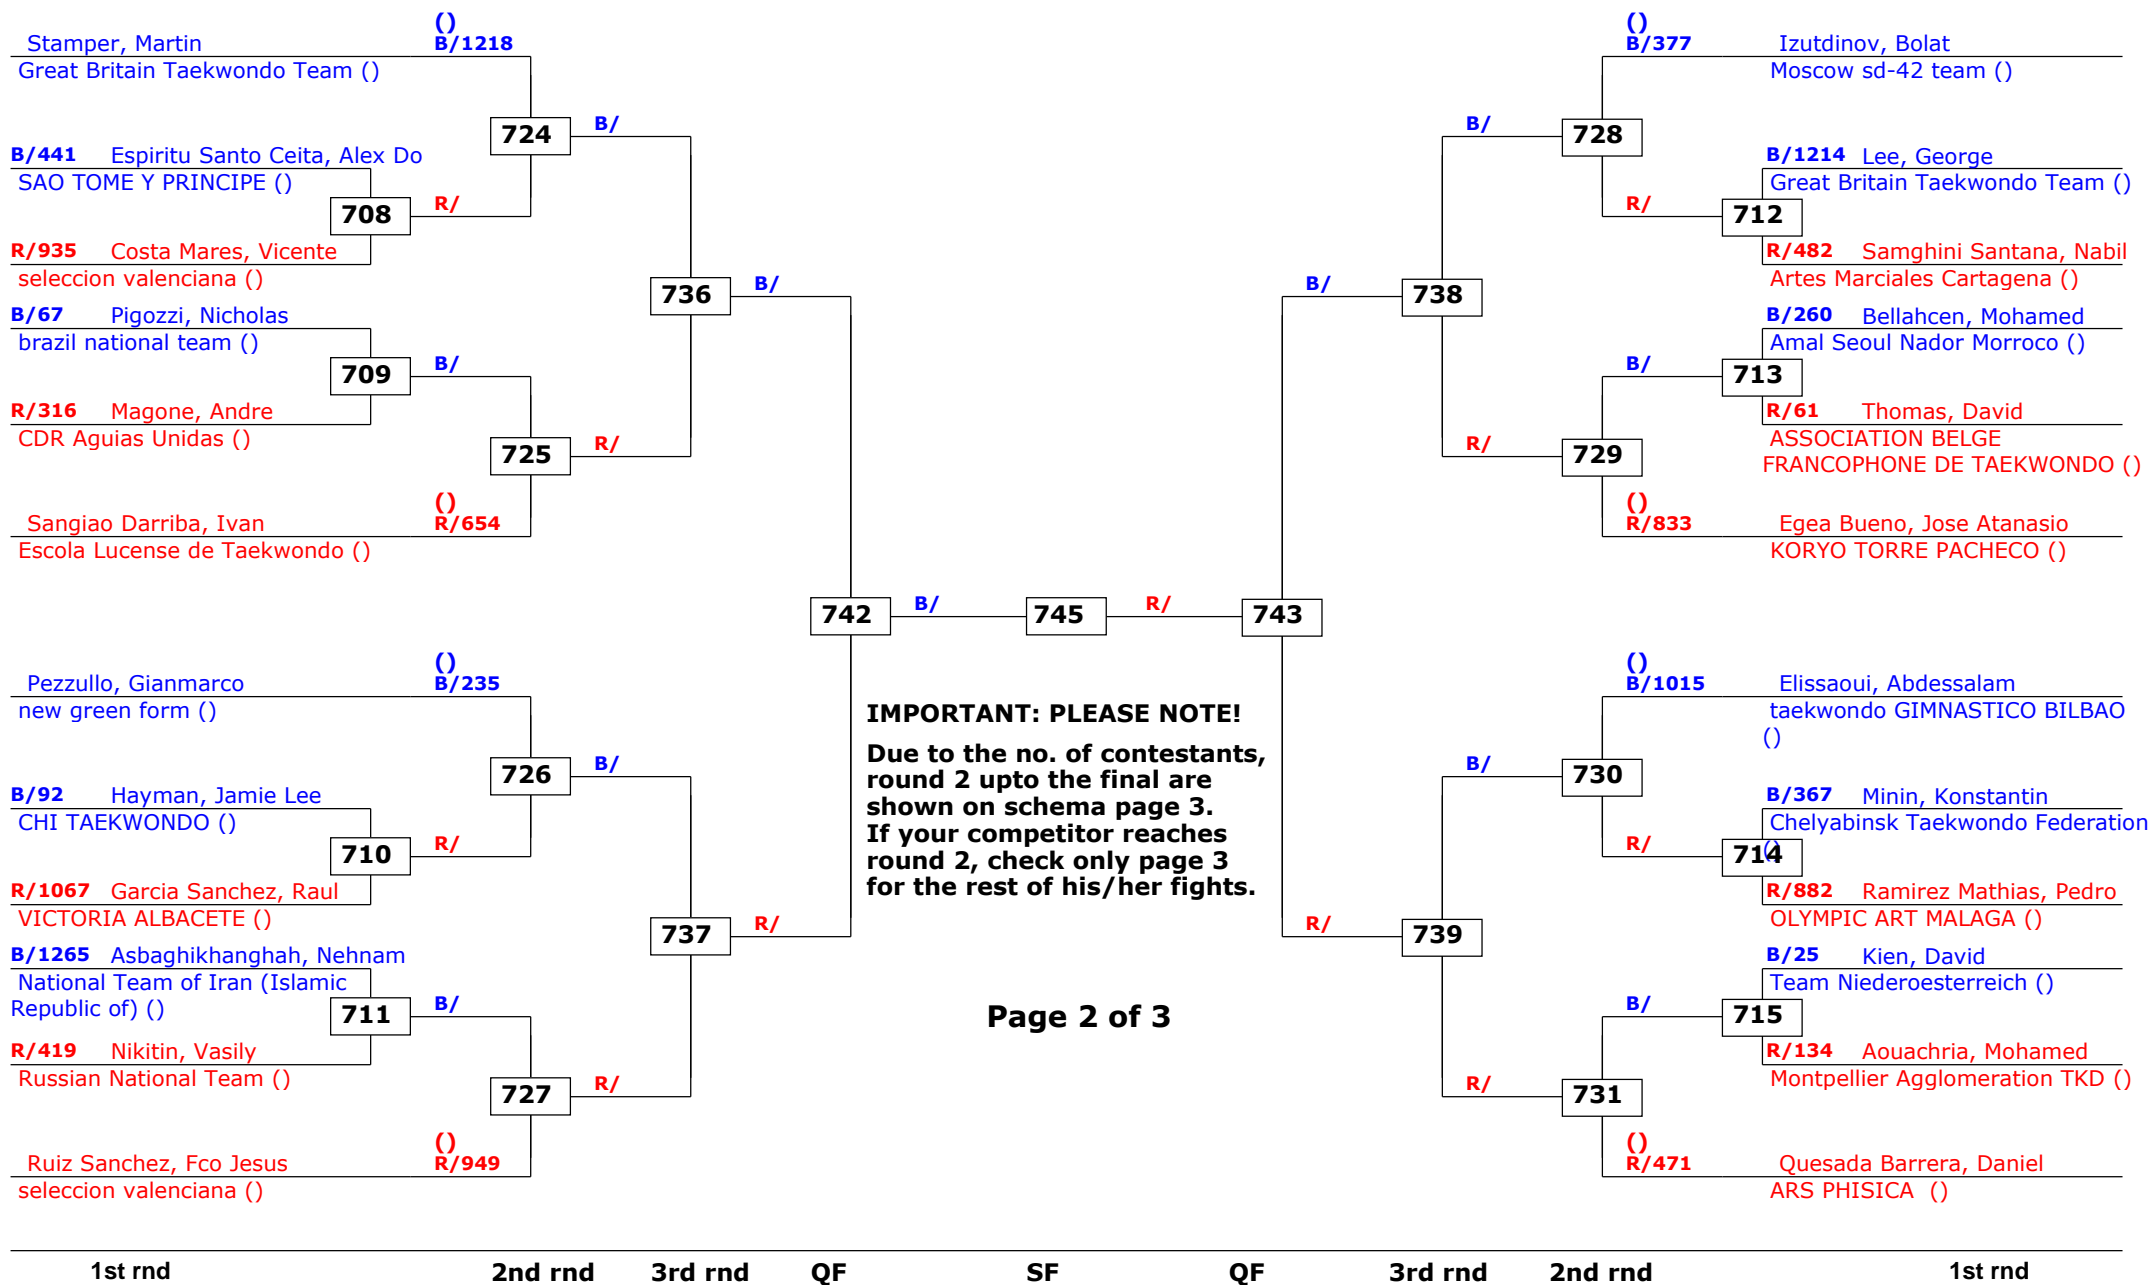 ()
B/1218
Stamper, Martin
Great Britain Taekwondo Team ()
724
B/
B/441 Espiritu Santo Ceita, Alex Do
SAO TOME Y PRINCIPE ()
708
R/
R/935 Costa Mares, Vicente
seleccion valenciana ()
736
B/
B/67 Pigozzi, Nicholas
brazil national team ()
709
B/
R/316 Magone, Andre
CDR Aguias Unidas ()
725
R/
()
R/654
Sangiao Darriba, Ivan
Escola Lucense de Taekwondo ()
742
B/
745
R/
743
()
B/235
Pezzullo, Gianmarco
new green form ()
726
B/
B/92 Hayman, Jamie Lee
CHI TAEKWONDO ()
710
R/
R/1067 Garcia Sanchez, Raul
VICTORIA ALBACETE ()
737
R/
B/1265 Asbaghikhanghah, Nehnam
National Team of Iran (Islamic
Republic of) ()
711
B/
R/419 Nikitin, Vasily
Russian National Team ()
727
R/
()
R/949
Ruiz Sanchez, Fco Jesus
seleccion valenciana ()
IMPORTANT: PLEASE NOTE!
Due to the no. of contestants,
round 2 upto the final are
shown on schema page 3.
If your competitor reaches
round 2, check only page 3
for the rest of his/her fights.
Page 2 of 3
()
B/377 Izutdinov, Bolat
Moscow sd-42 team ()
B/
728
B/1214 Lee, George
Great Britain Taekwondo Team ()
R/
712
R/482 Samghini Santana, Nabil
Artes Marciales Cartagena ()
B/
738
B/260 Bellahcen, Mohamed
Amal Seoul Nador Morroco ()
B/
713
R/61 Thomas, David
ASSOCIATION BELGE
FRANCOPHONE DE TAEKWONDO ()
R/
729
()
R/833 Egea Bueno, Jose Atanasio
KORYO TORRE PACHECO ()
()
B/1015 Elissaoui, Abdessalam
taekwondo GIMNASTICO BILBAO
()
B/
730
B/367 Minin, Konstantin
Chelyabinsk Taekwondo Federation
()
R/
714
R/882 Ramirez Mathias, Pedro
OLYMPIC ART MALAGA ()
R/
739
B/25 Kien, David
Team Niederoesterreich ()
B/
715
R/134 Aouachria, Mohamed
Montpellier Agglomeration TKD ()
R/
731
()
R/471 Quesada Barrera, Daniel
ARS PHISICA ()
1st rnd 2nd rnd 3rd rnd QF SF QF 3rd rnd 2nd rnd 1st rnd